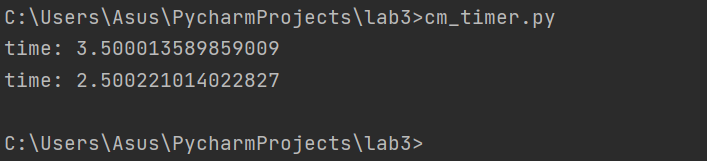 C:\Users\Asus\PycharmProjects\lab3>cm_timer.py
time: 3.500013589859009
time: 2.500221014022827
C:\Users\Asus\PycharmProjects\lab3>